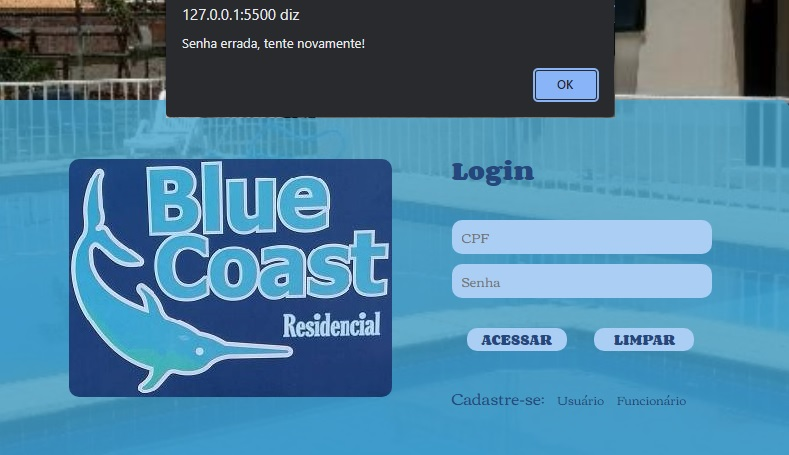 127.0.0.1:5500 diz
Senha errada, tente novamente!
OK
Blue
Coast
Residencial
Login
CPF
Senha
ACESSAR LIMPAR
Cadastre-se: Usuário Funcionário